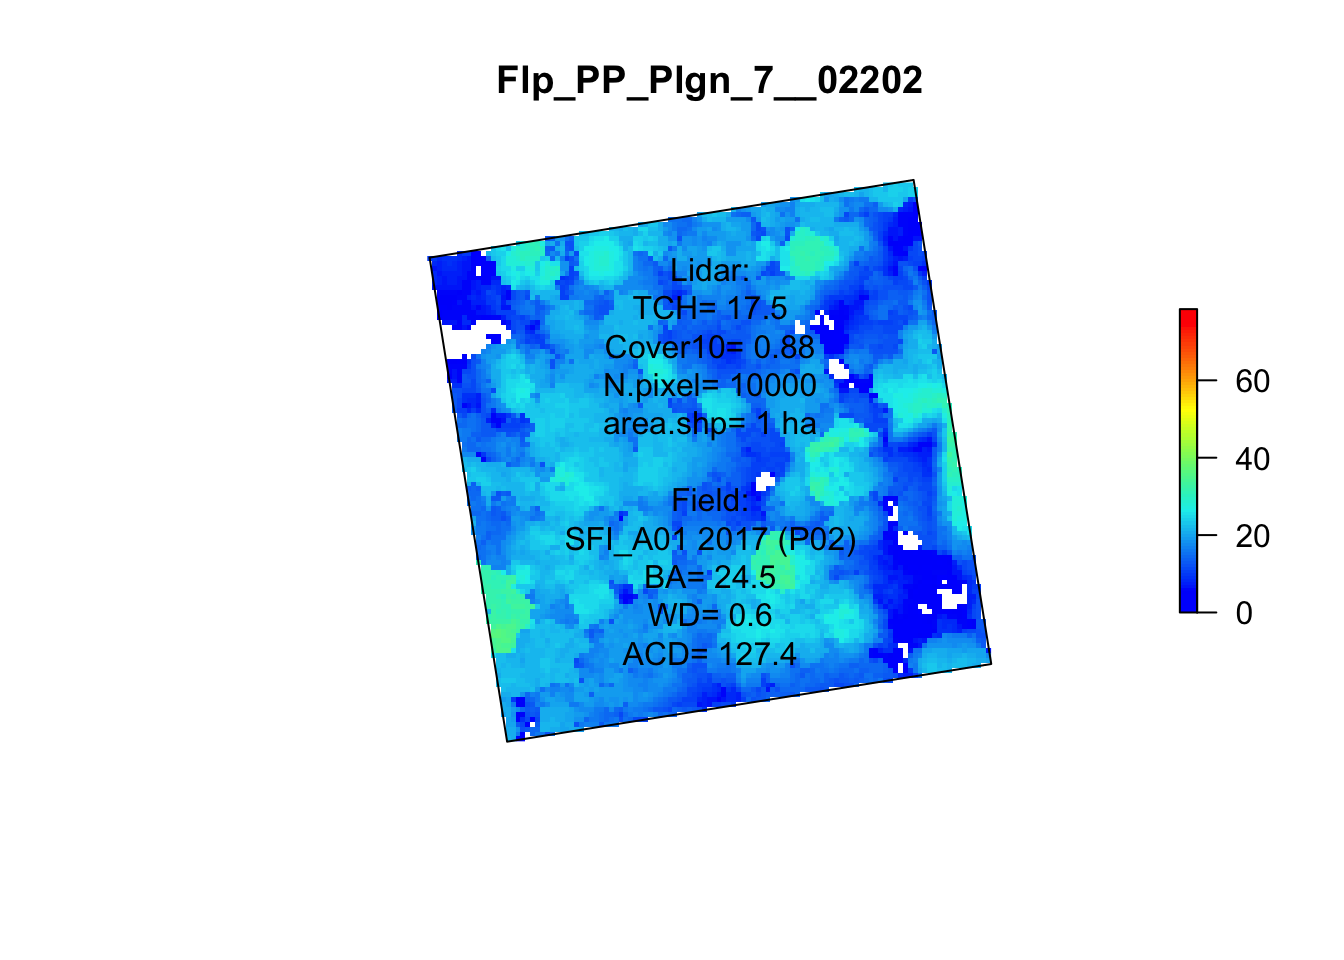 Flp_PP_Plgn_7__02202
Lidar:
TCH= 17.5
Cover10= 0.88
N.pixel= 10000
area.shp= 1 ha
Field:
SFI_A01 2017 (P02)
BA= 24.5
WD= 0.6
ACD= 127.4
60
40
20
0